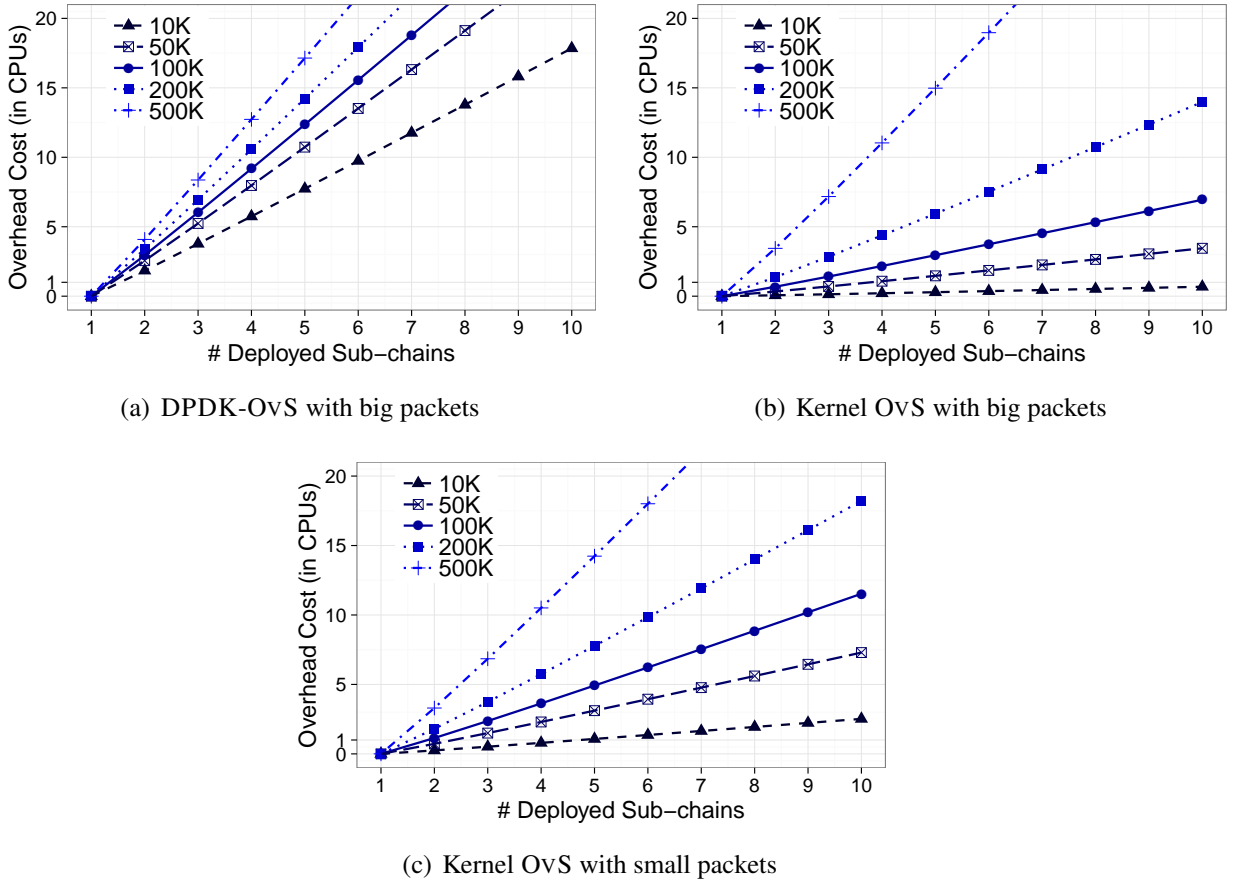 Overhead Cost (in CPUs)
20
15
10
5
1
0
10K
50K
100K
200K
500K
1 2 3 4 5 6 7 8 9 10
# Deployed Sub−chains
(a) DPDK-OVS with big packets
Overhead Cost (in CPUs)
20
15
10
5
1
0
10K
50K
100K
200K
500K
1 2 3 4 5 6 7 8 9 10
# Deployed Sub−chains
(b) Kernel OVS with big packets
Overhead Cost (in CPUs)
20
15
10
5
1
0
10K
50K
100K
200K
500K
1 2 3 4 5 6 7 8 9 10
# Deployed Sub−chains
(c) Kernel OVS with small packets